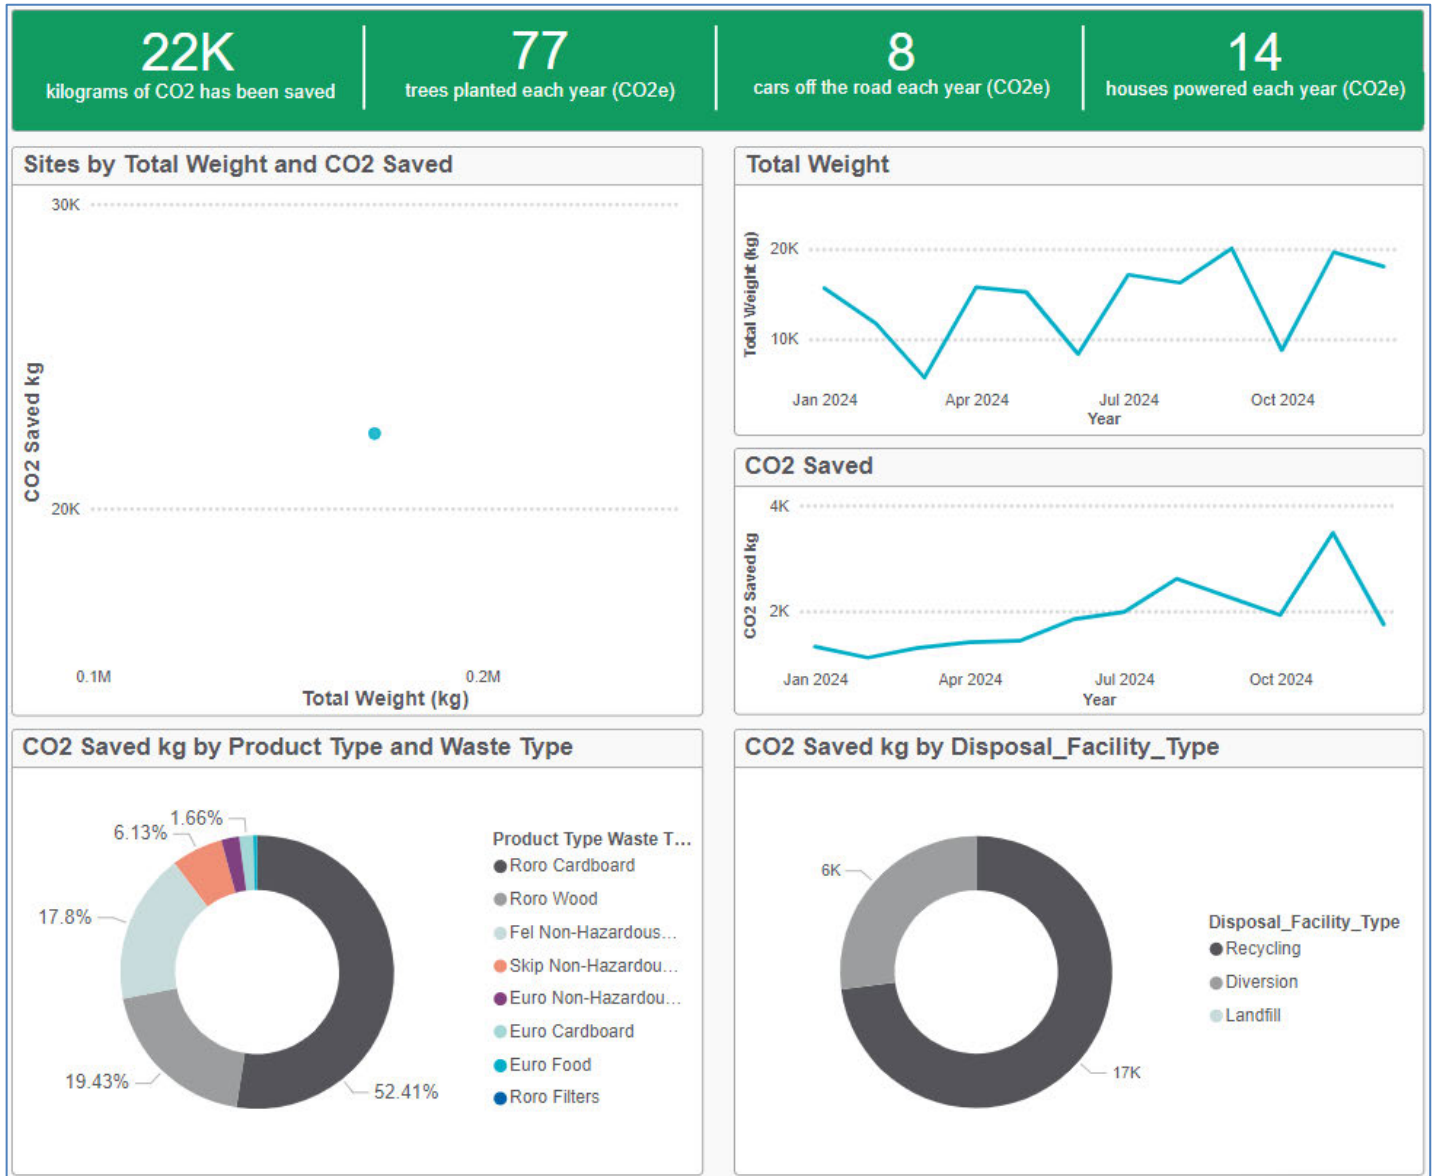 22K
kilograms of CO2 has been saved
77
trees planted each year (CO2e)
8
cars off the road each year (CO2e)
14
houses powered each year (CO2e)
Sites by Total Weight and CO2 Saved
30K
20K
CO2 Saved kg
0.1M
0.2M
Total Weight (kg)
Total Weight
20K
10K
Total Weight (kg)
Jan 2024
Apr 2024
Jul 2024
Oct 2024
Year
CO2 Saved
4K
2K
CO2 Saved kg
Jan 2024
Apr 2024
Jul 2024
Oct 2024
Year
CO2 Saved kg by Product Type and Waste Type
1.66%
6.13%
17.8%
19.43%
52.41%
Product Type Waste T...
Roro Cardboard
Roro Wood
Fel Non-Hazardous...
Skip Non-Hazardou...
Euro Non-Hazardou...
Euro Cardboard
Euro Food
Roro Filters
CO2 Saved kg by Disposal_Facility_Type
6K
17K
Disposal_Facility_Type
Recycling
Diversion
Landfill